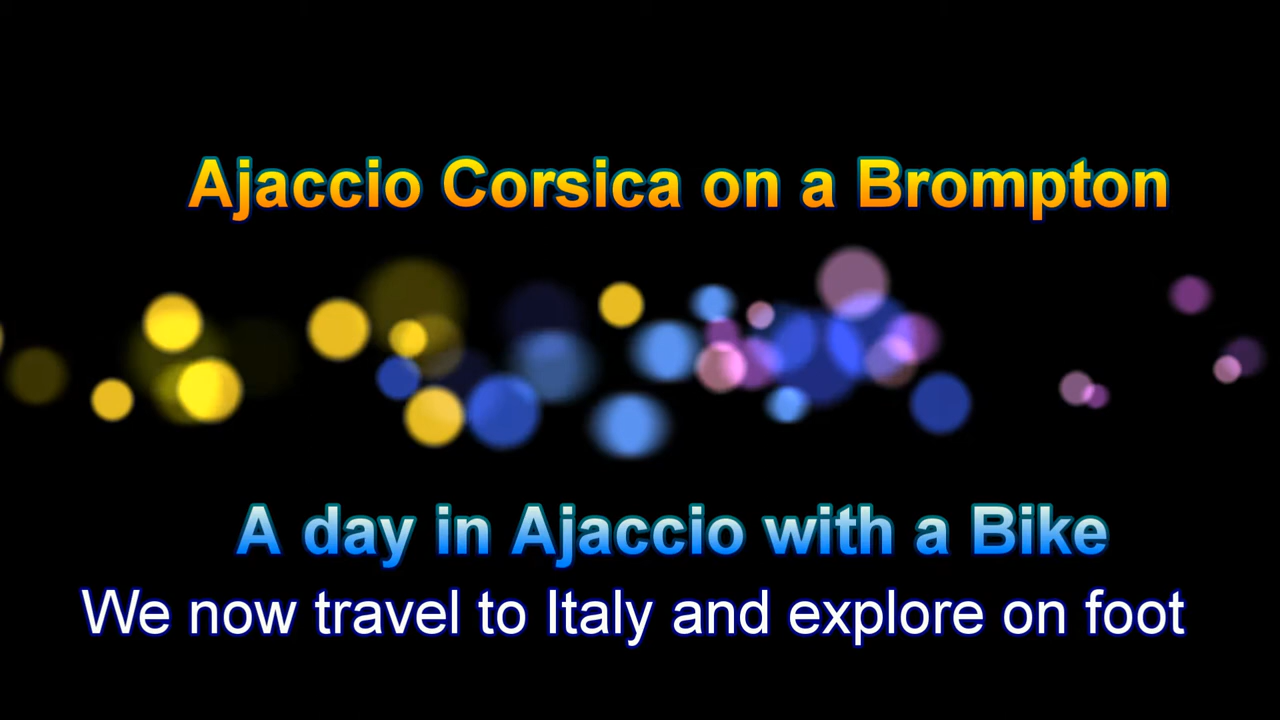 Ajaccio Corsica on a Brompton
A day in Ajaccio with a Bike
We now travel to Italy and explore on foot